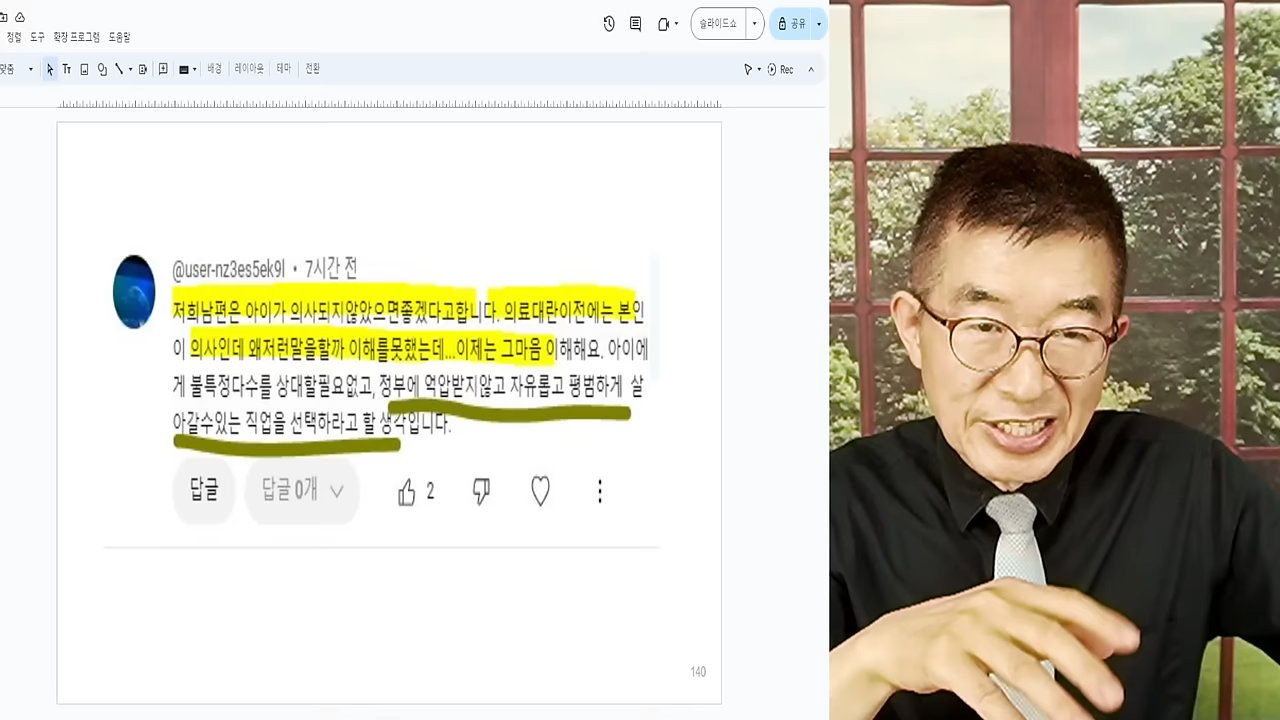 정렬 도구 확장 프로그램 도움말
슬라이드쇼
공유
맞춤
Tт
배경 레이아웃 테마 전환
Rec
@user-nz3es5ek9l • 7시간 전
저희남편은 아이가 의사되지않았으면좋겠다고합니다. 의료대란이전에는 본인
이 의사인데 왜저런말을할까 이해를못했는데...이제는 그마음 이해해요. 아이에
게 불특정다수를 상대할필요없고, 정부에 억압받지않고 자유롭고 평범하게 살
아갈수있는 직업을 선택하라고 할 생각입니다.
답글
답글 0개
2
140